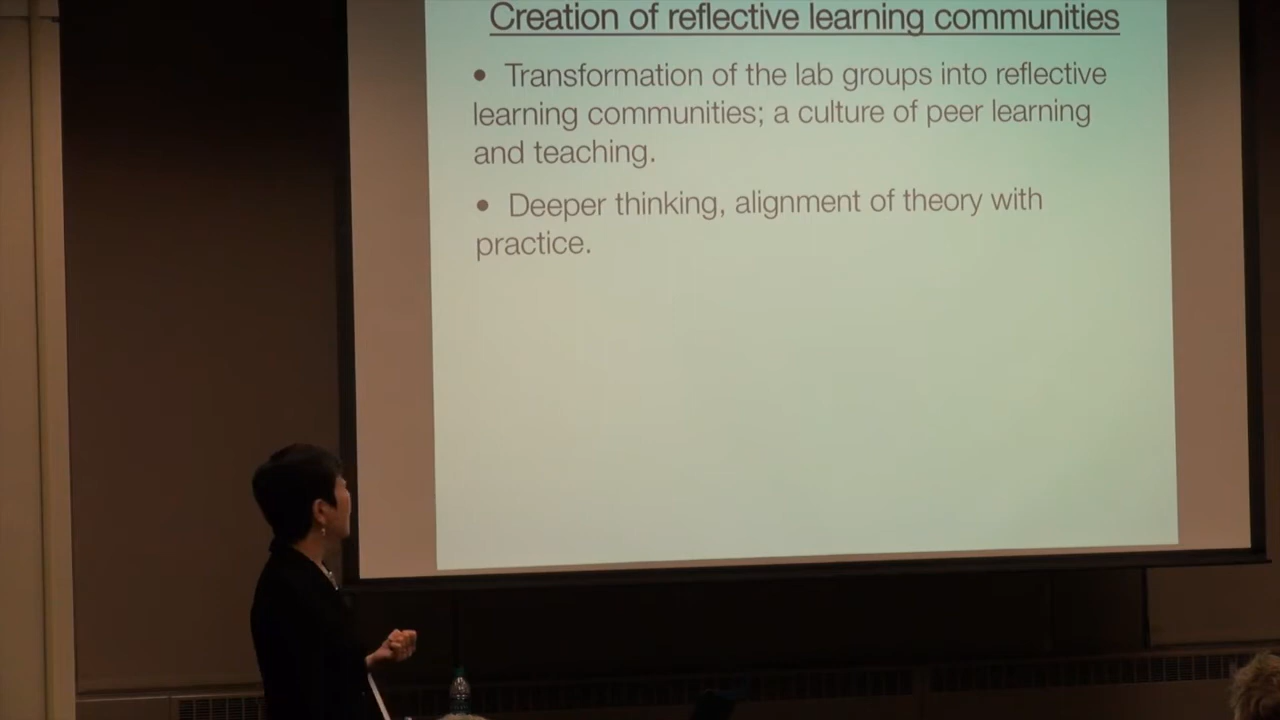 Creation of reflective learning communities
• Transformation of the lab groups into reflective
learning communities; a culture of peer learning
and teaching.
• Deeper thinking, alignment of theory with
practice.